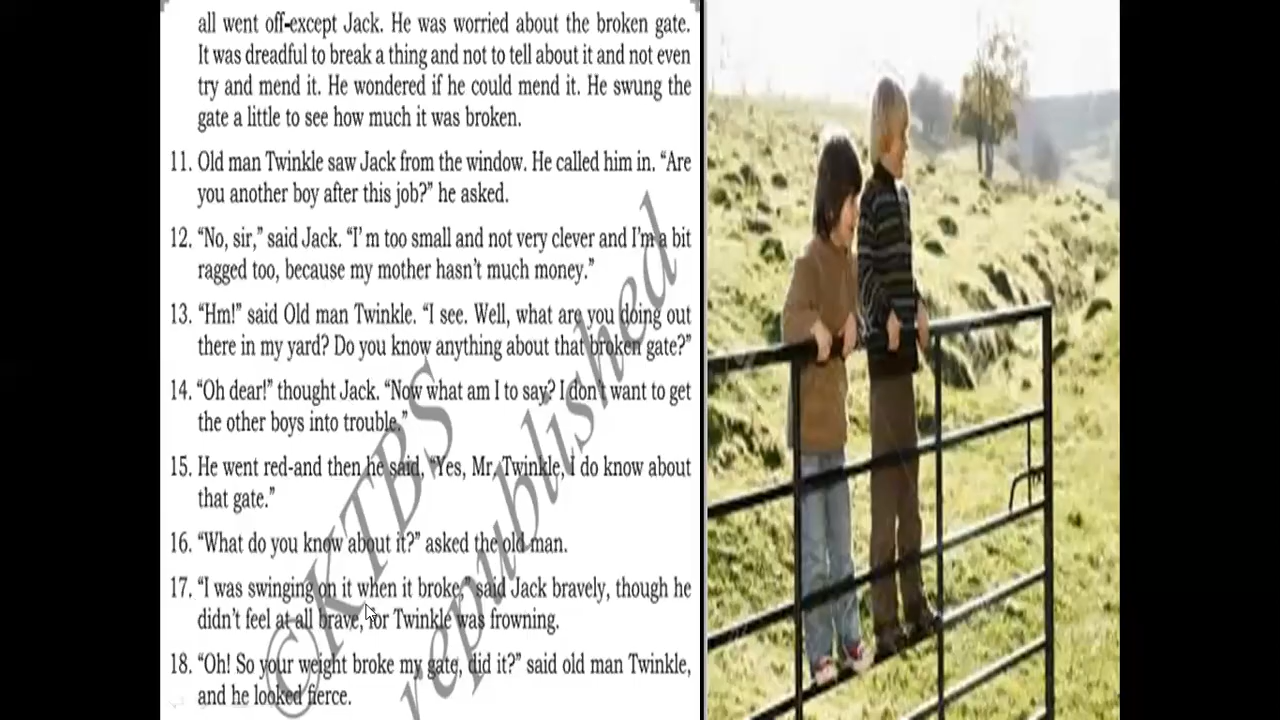 all went off-except Jack. He was worried about the broken gate.
It was dreadful to break a thing and not to tell about it and not even
try and mend it. He wondered if he could mend it. He swung the
gate a little to see how much it was broken.
11. Old man Twinkle saw Jack from the window. He called him in. “Are
you another boy after this job?” he asked.
12. “No, sir,” said Jack. “I’m too small and not very clever and I’m a bit
ragged too, because my mother hasn’t much money.”
13. “Hm!” said Old man Twinkle. “I see. Well, what are you doing out
there in my yard? Do you know anything about that broken gate?”
14. “Oh dear!” thought Jack. “Now what am I to say? I don’t want to get
the other boys into trouble.”
15. He went red-and then he said, “Yes, Mr, Twinkle, I do know about
that gate.”
16. “What do you know about it?” asked the old man.
17. “I was swinging on it when it broke,” said Jack bravely, though he
didn’t feel at all brave, for Twinkle was frowning.
18. “Oh! So your weight broke my gate, did it?” said old man Twinkle,
and he looked fierce.
©KTBS
republished